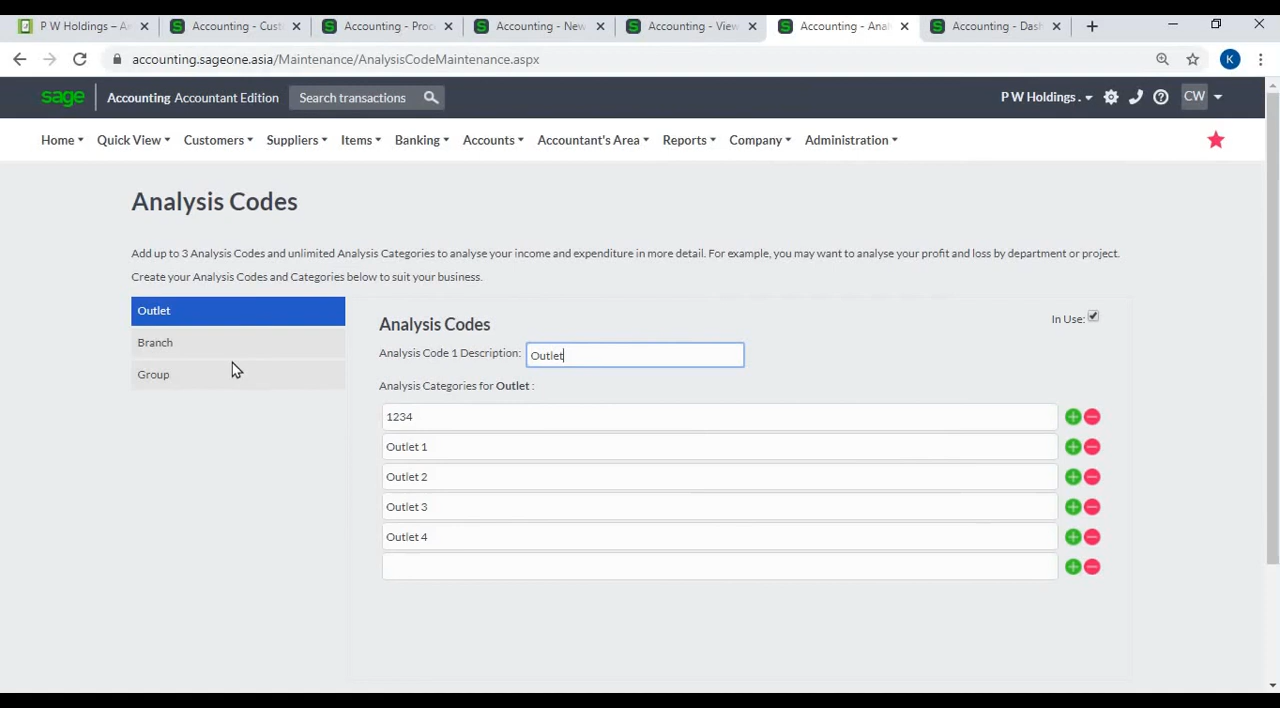 P W Holdings – A
Accounting - Cust
Accounting - Proc
Accounting - New
Accounting - View
Accounting - Anal
Accounting - Dash
accounting.sageone.asia/Maintenance/AnalysisCodeMaintenance.aspx
K
sage
Accounting Accountant Edition
Search transactions
P W Holdings .
CW
Home
Quick View
Customers
Suppliers
Items
Banking
Accounts
Accountant's Area
Reports
Company
Administration
Analysis Codes
Add up to 3 Analysis Codes and unlimited Analysis Categories to analyse your income and expenditure in more detail. For example, you may want to analyse your profit and loss by department or project.
Create your Analysis Codes and Categories below to suit your business.
Outlet
Branch
Group
Analysis Codes
In Use:
Analysis Code 1 Description:
Outlet
Analysis Categories for Outlet :
1234
Outlet 1
Outlet 2
Outlet 3
Outlet 4